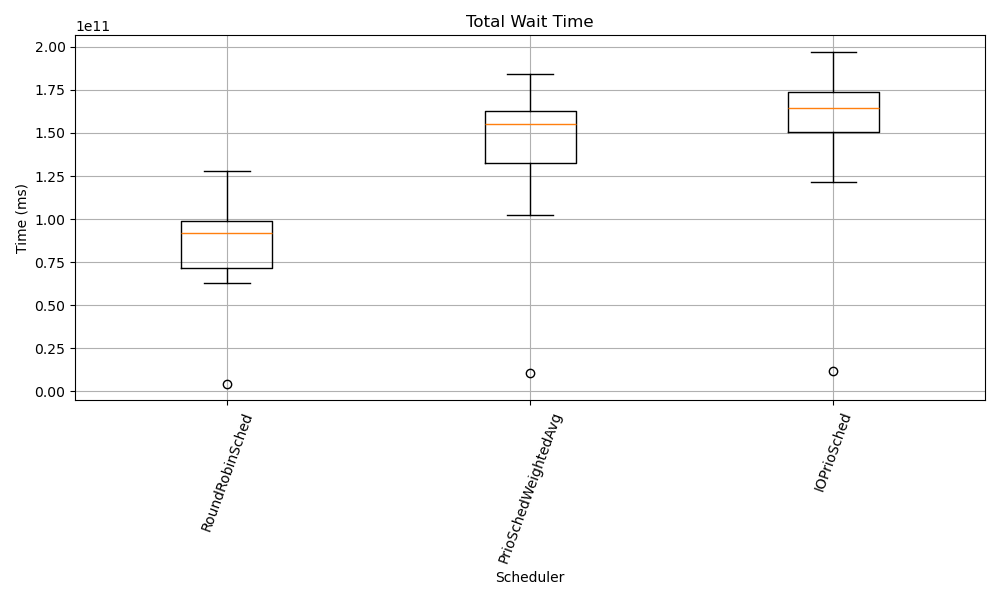 Total Wait Time
1e11
2.00
1.75
1.50
1.25
1.00
0.75
0.50
0.25
0.00
Time (ms)
RoundRobinSched
PrioSchedWeightedAvg
IOPrioSched
Scheduler